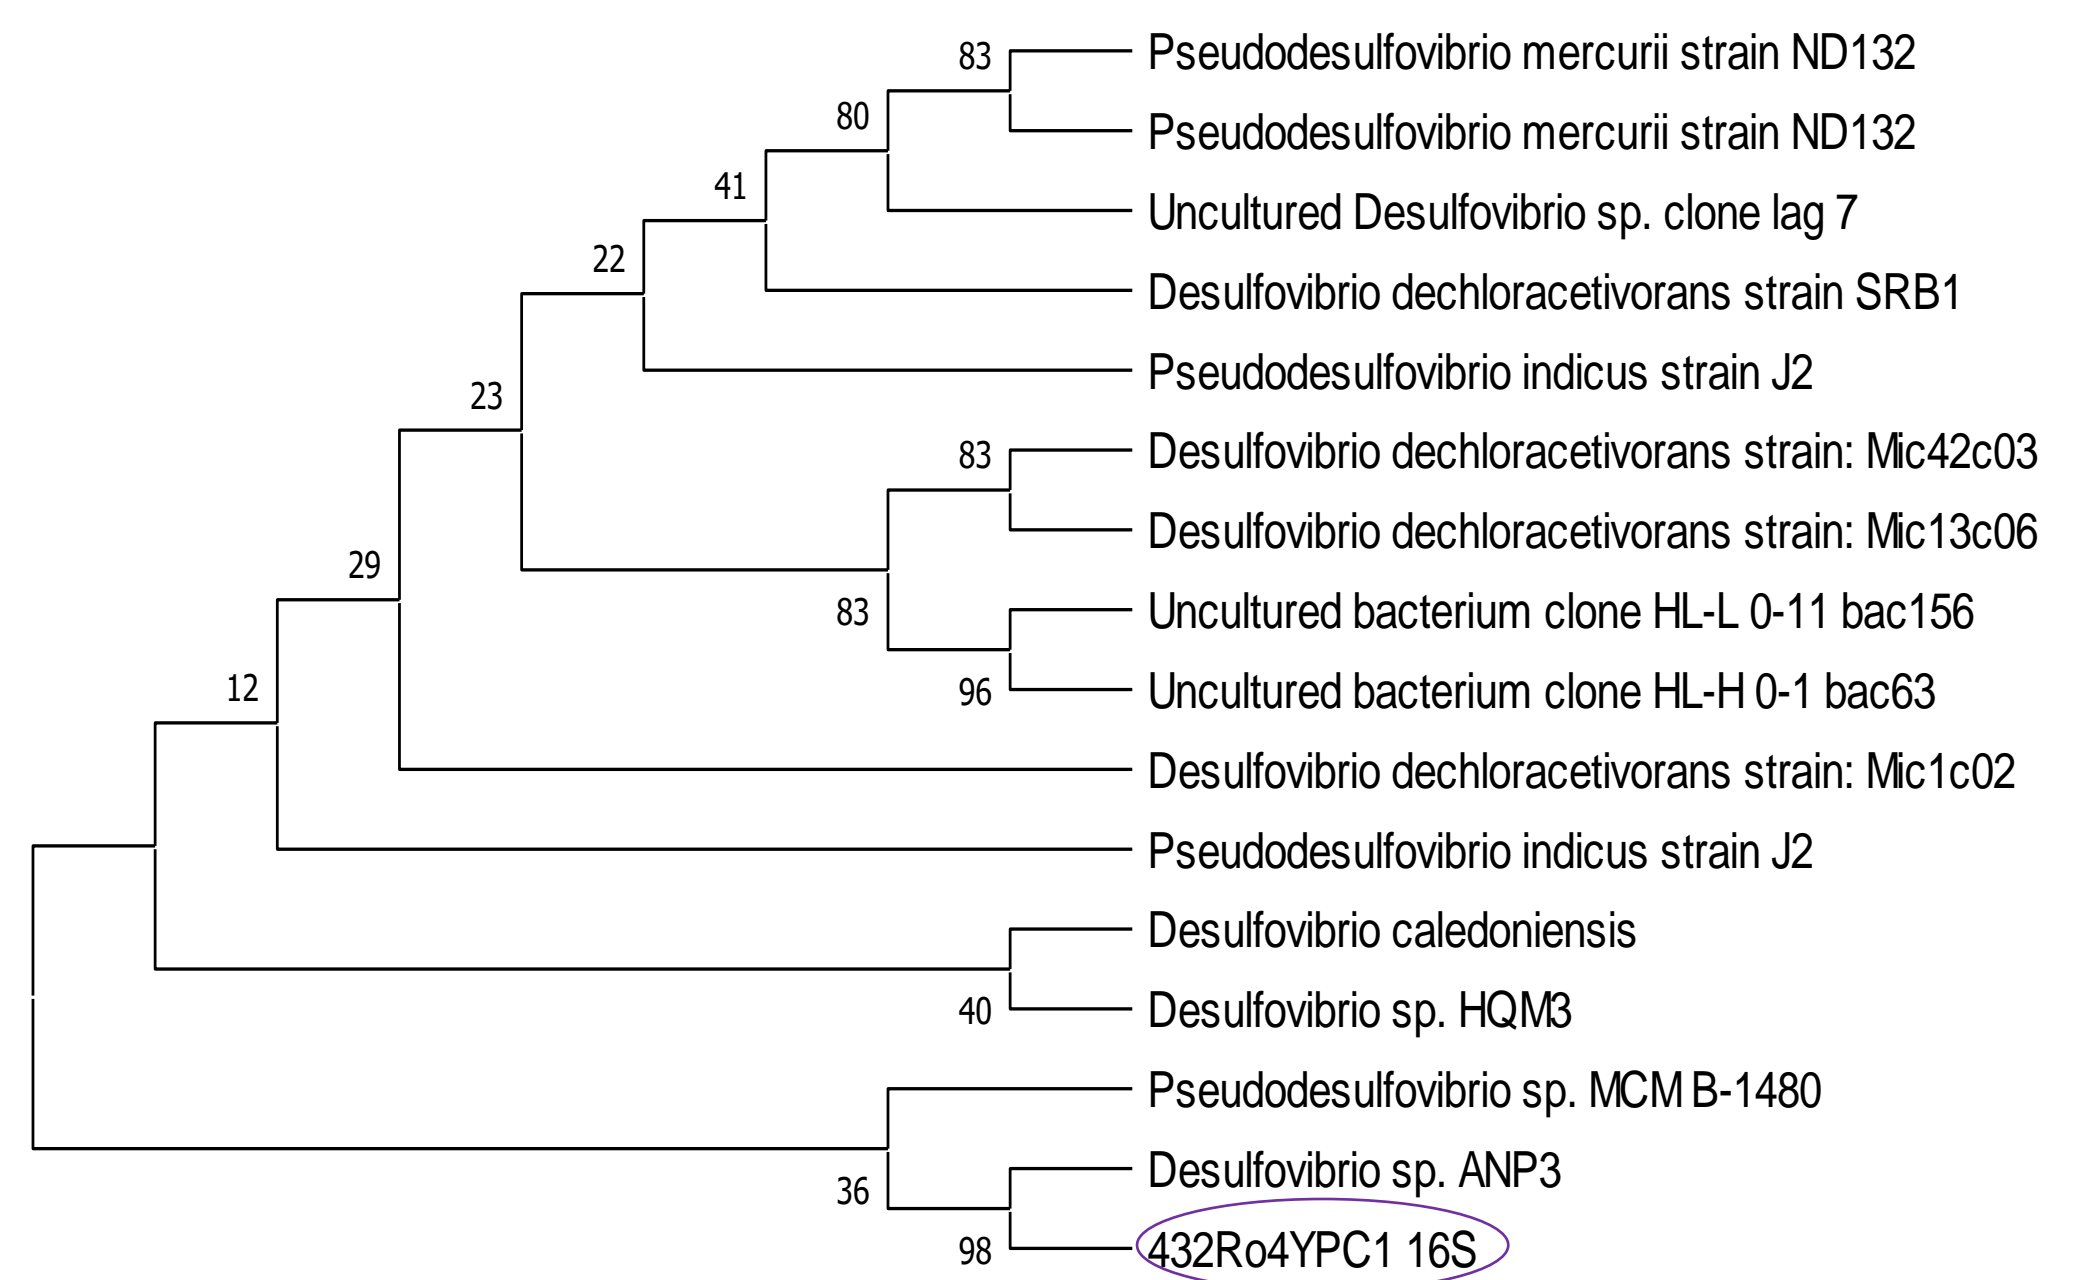 83 Pseudodesulfovibrio mercurii strain ND132
80
Pseudodesulfovibrio mercurii strain ND132
41
Uncultured Desulfovibrio sp. clone lag 7
22
Desulfovibrio dechloracetivorans strain SRB1
Pseudodesulfovibrio indicus strain J2
23
83 Desulfovibrio dechloracetivorans strain: Mic42c03
Desulfovibrio dechloracetivorans strain: Mic13c06
29
83 Uncultured bacterium clone HL-L 0-11 bac156
12
96 Uncultured bacterium clone HL-H 0-1 bac63
Desulfovibrio dechloracetivorans strain: Mic1c02
Pseudodesulfovibrio indicus strain J2
Desulfovibrio caledoniensis
40 Desulfovibrio sp. HQM3
Pseudodesulfovibrio sp. MCM B-1480
Desulfovibrio sp. ANP3
36
98 432Ro4YPC1 16S